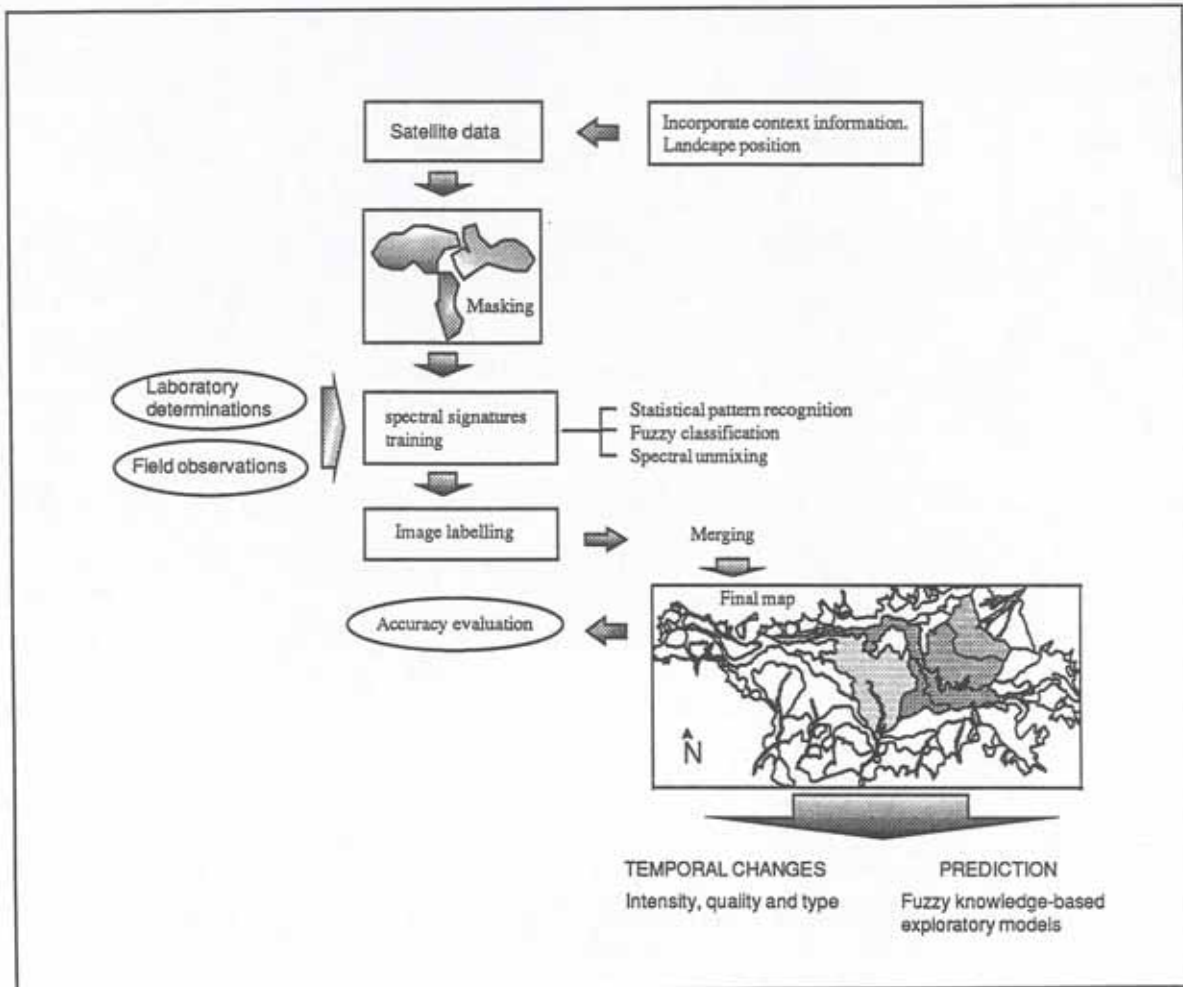 Satellite data
Incorporate context information.
Landcape position
Masking
Laboratory
determinations
Field observations
spectral signatures
training
Statistical pattern recognition
Fuzzy classification
Spectral unmixing
Image labelling
Merging
Final map
Accuracy evaluation
N
TEMPORAL CHANGES
Intensity, quality and type
PREDICTION
Fuzzy knowledge-based
exploratory models